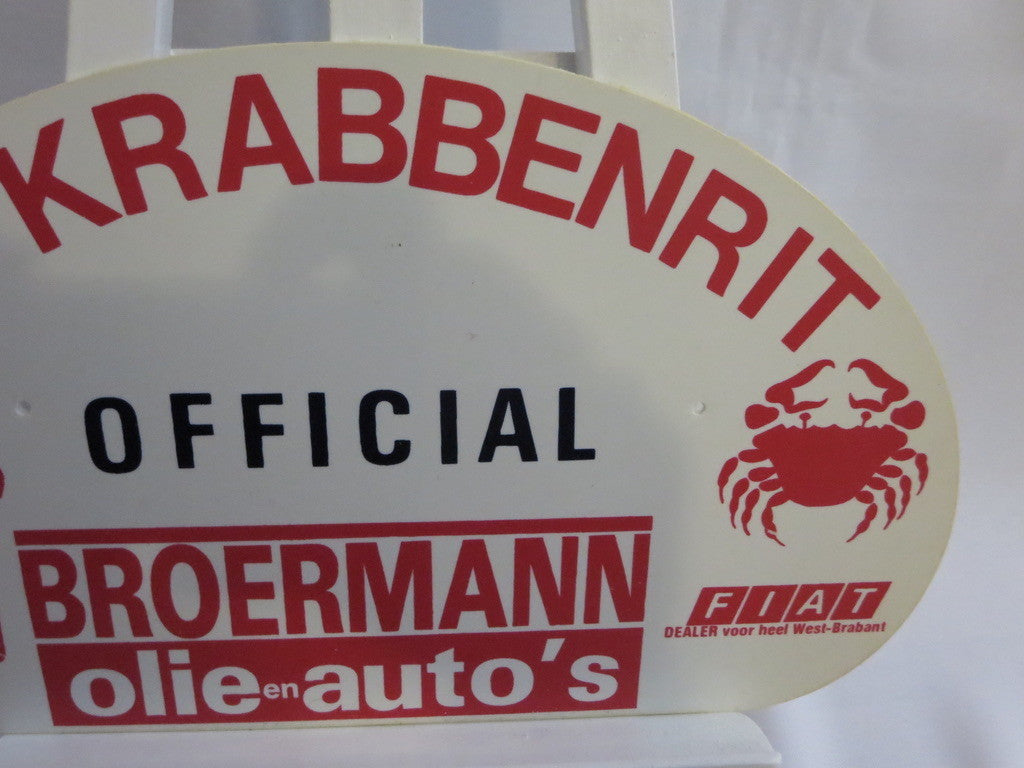 KRABBENRIT
OFFICIAL
BROERMANN
olie en auto's
FIAT
DEALER voor heel West-Brabant